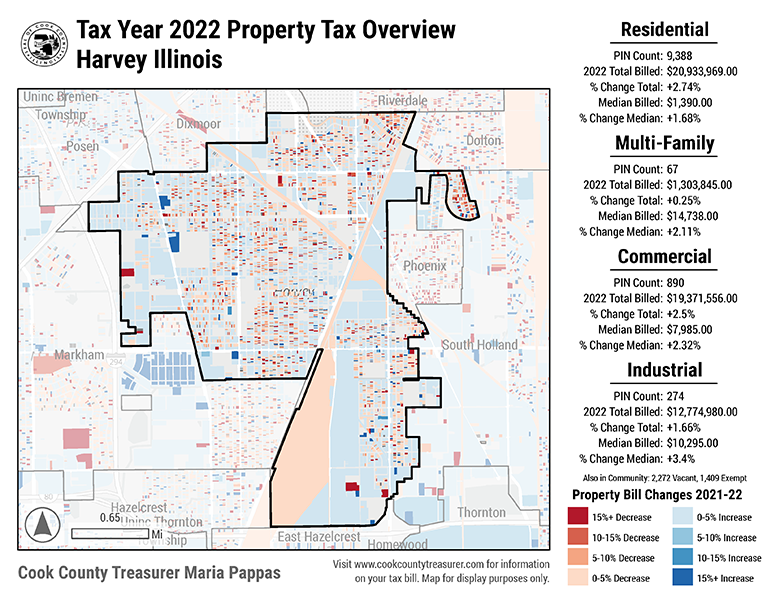 Tax Year 2022 Property Tax Overview
Harvey Illinois
Uninc Bremen
Township
Posen
Dixmoor
Riverdale
Dolton
Phoenix
Markham
294
South Holland
Hazelcrest
Uninc Thornton
Township
East Hazelcrest
Homewood
Thornton
80
0.65
Mi
Cook County Treasurer Maria Pappas
Visit www.cookcountytreasurer.com for information
on your tax bill. Map for display purposes only.
Residential
PIN Count: 9,388
2022 Total Billed: $20,933,969.00
% Change Total: +2.74%
Median Billed: $1,390.00
% Change Median: +1.68%
Multi-Family
PIN Count: 67
2022 Total Billed: $1,303,845.00
% Change Total: +0.25%
Median Billed: $14,738.00
% Change Median: +2.11%
Commercial
PIN Count: 890
2022 Total Billed: $19,371,556.00
% Change Total: +2.5%
Median Billed: $7,985.00
% Change Median: +2.32%
Industrial
PIN Count: 274
2022 Total Billed: $12,774,980.00
% Change Total: +1.66%
Median Billed: $10,295.00
% Change Median: +3.4%
Also in Community: 2,272 Vacant, 1,409 Exempt
Property Bill Changes 2021-22
15%+ Decrease
10-15% Decrease
5-10% Decrease
0-5% Decrease
0-5% Increase
5-10% Increase
10-15% Increase
15%+ Increase